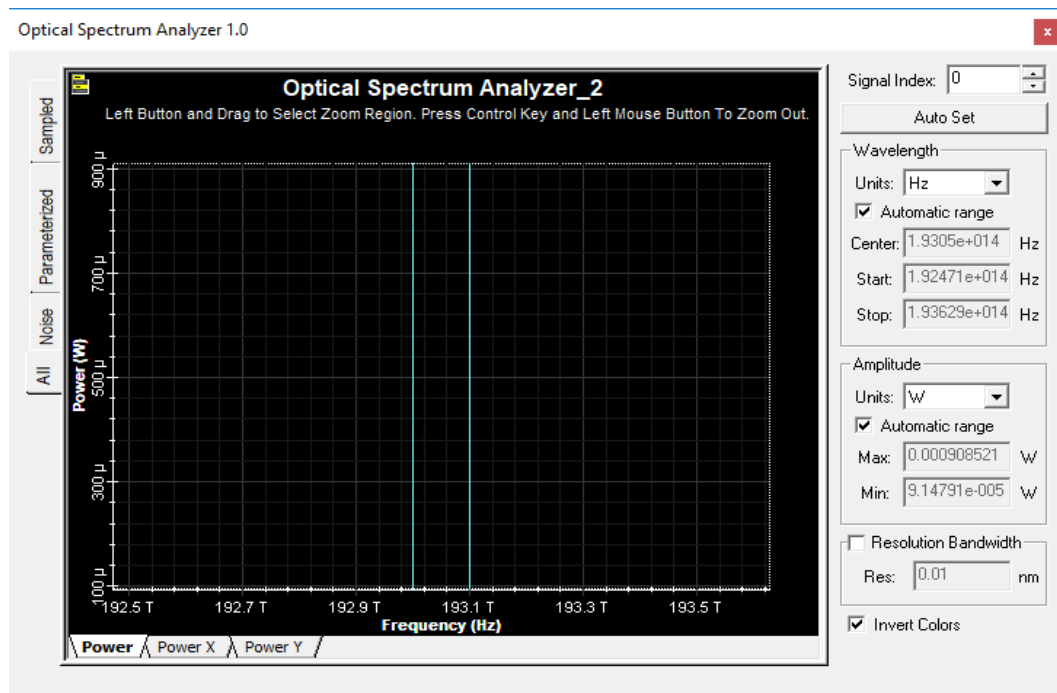 Optical Spectrum Analyzer 1.0
x
Sampled
Parameterized
Noise
All
Optical Spectrum Analyzer_2
Left Button and Drag to Select Zoom Region. Press Control Key and Left Mouse Button To Zoom Out.
Power (W)
900 µ
700 µ
500 µ
300 µ
100 µ
192.5 T
192.7 T
192.9 T
193.1 T
193.3 T
193.5 T
Frequency (Hz)
Power
Power X
Power Y
Signal Index: 0
Auto Set
Wavelength
Units: Hz
Automatic range
Center: 1.9305e+014 Hz
Start: 1.92471e+014 Hz
Stop: 1.93629e+014 Hz
Amplitude
Units: W
Automatic range
Max: 0.000908521 W
Min: 9.14791e-005 W
Resolution Bandwidth
Res: 0.01 nm
Invert Colors